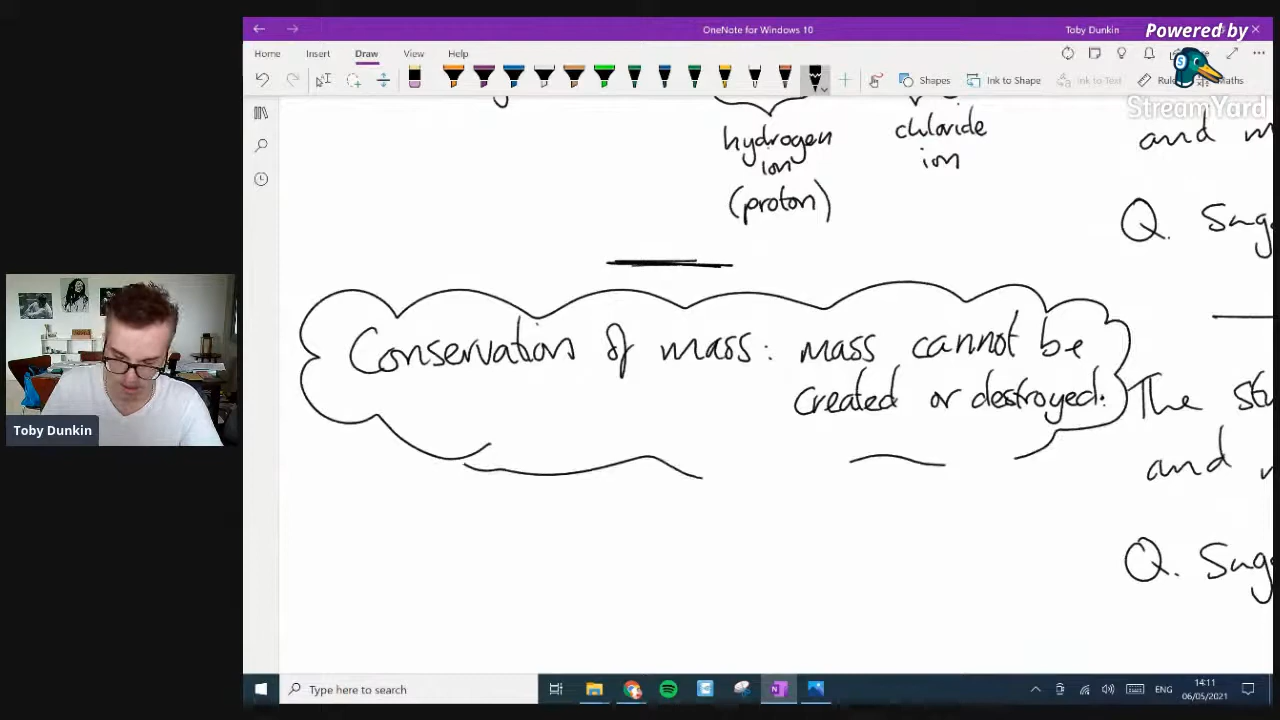 OneNote for Windows 10
Toby Dunkin
Powered by
StreamYard
Home Insert Draw View Help
Shapes Ink to Shape Ink to Text Maths
hydrogen
ion
(proton)
chloride
ion
and
Q.
Conservation of mass: mass cannot be
created or destroyed.
The
and
Q.
Toby Dunkin
Type here to search
ENG
14:11
06/05/2021